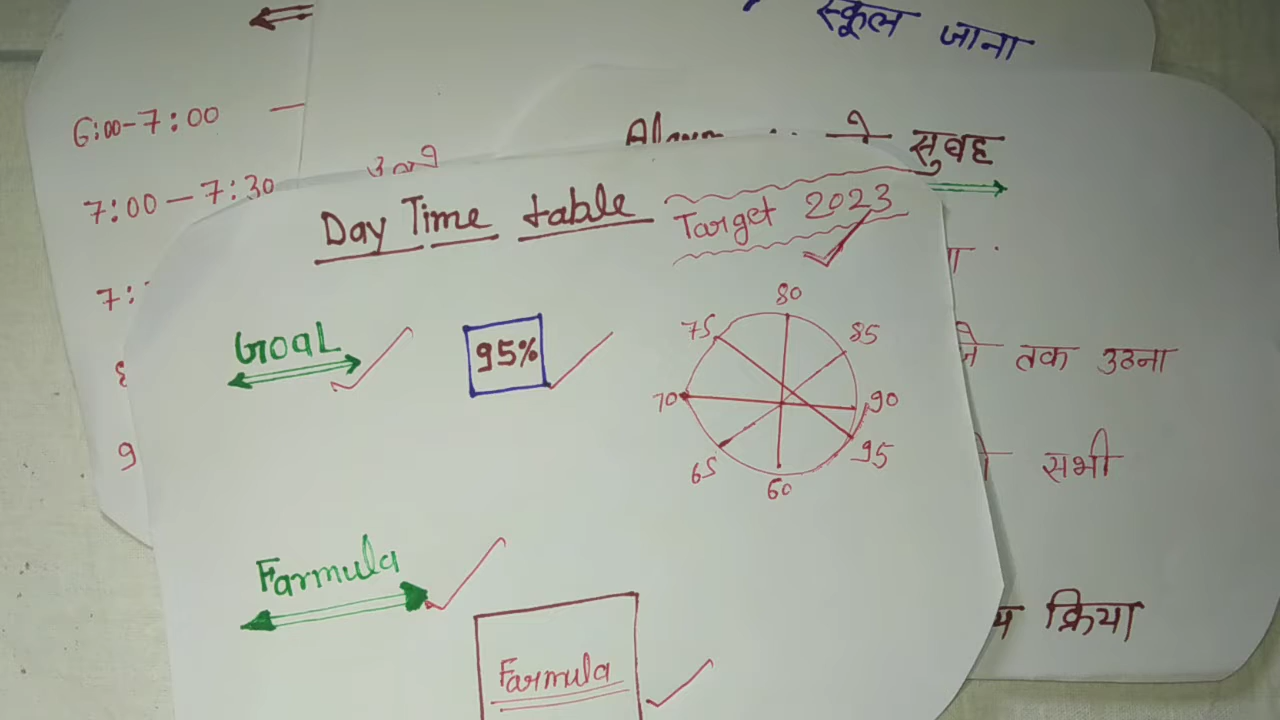 स्कूल जाना
6:00-7:00
सुबह
7:00-7:30
Day Time table
Target 2023
80
75
85
GoaL
95%
70
90
तक उठना
95
65
60
सभी
Farmula
क्रिया
Farmula